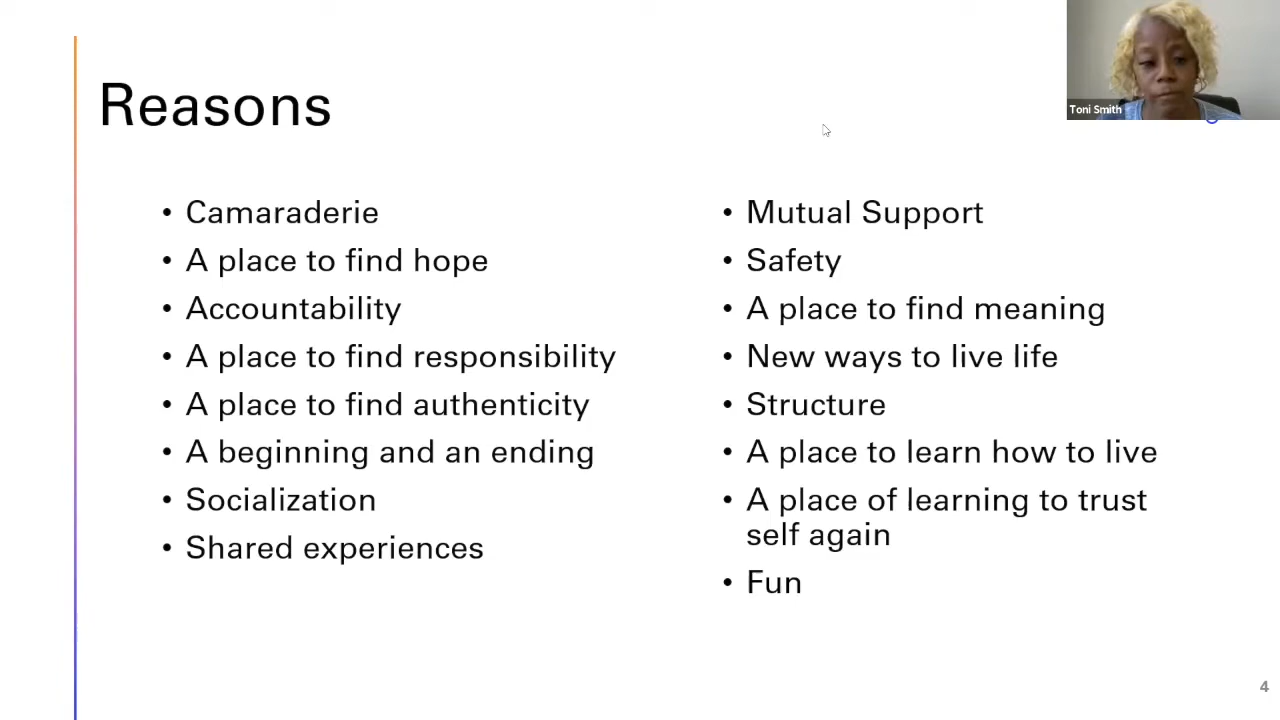 Reasons
Toni Smith
• Camaraderie
• A place to find hope
• Accountability
• A place to find responsibility
• A place to find authenticity
• A beginning and an ending
• Socialization
• Shared experiences
• Mutual Support
• Safety
• A place to find meaning
• New ways to live life
• Structure
• A place to learn how to live
• A place of learning to trust
self again
• Fun
4